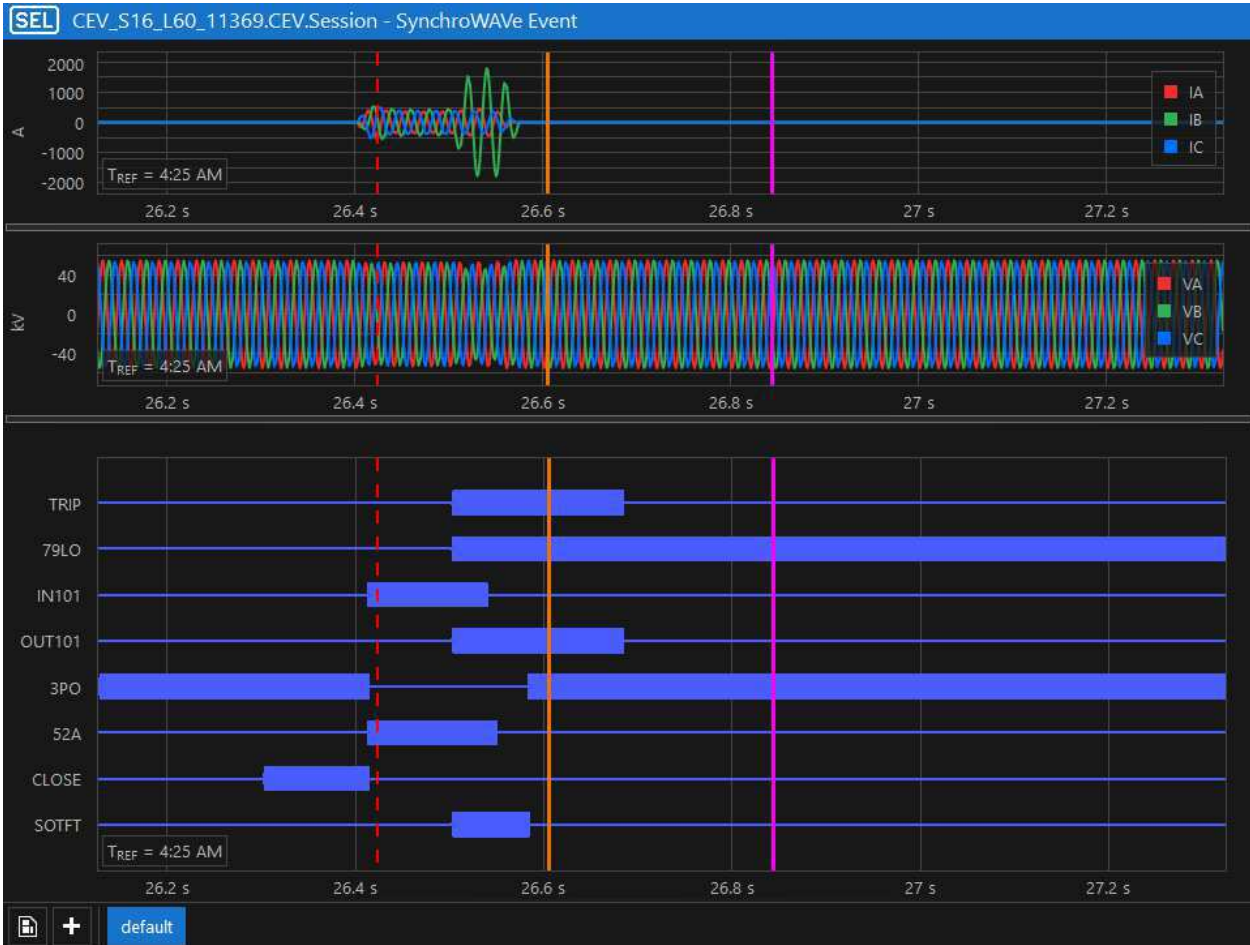 SEL CEV_S16_L60_11369.CEV.Session - SynchroWAVe Event
2000
1000
0
-1000
-2000
A
TREF = 4:25 AM
IA
IB
IC
26.2 s 26.4 s 26.6 s 26.8 s 27 s 27.2 s
40
0
-40
kV
TREF = 4:25 AM
VA
VB
VC
26.2 s 26.4 s 26.6 s 26.8 s 27 s 27.2 s
TRIP
79LO
IN101
OUT101
3PO
52A
CLOSE
SOTFT
TREF = 4:25 AM
26.2 s 26.4 s 26.6 s 26.8 s 27 s 27.2 s
default